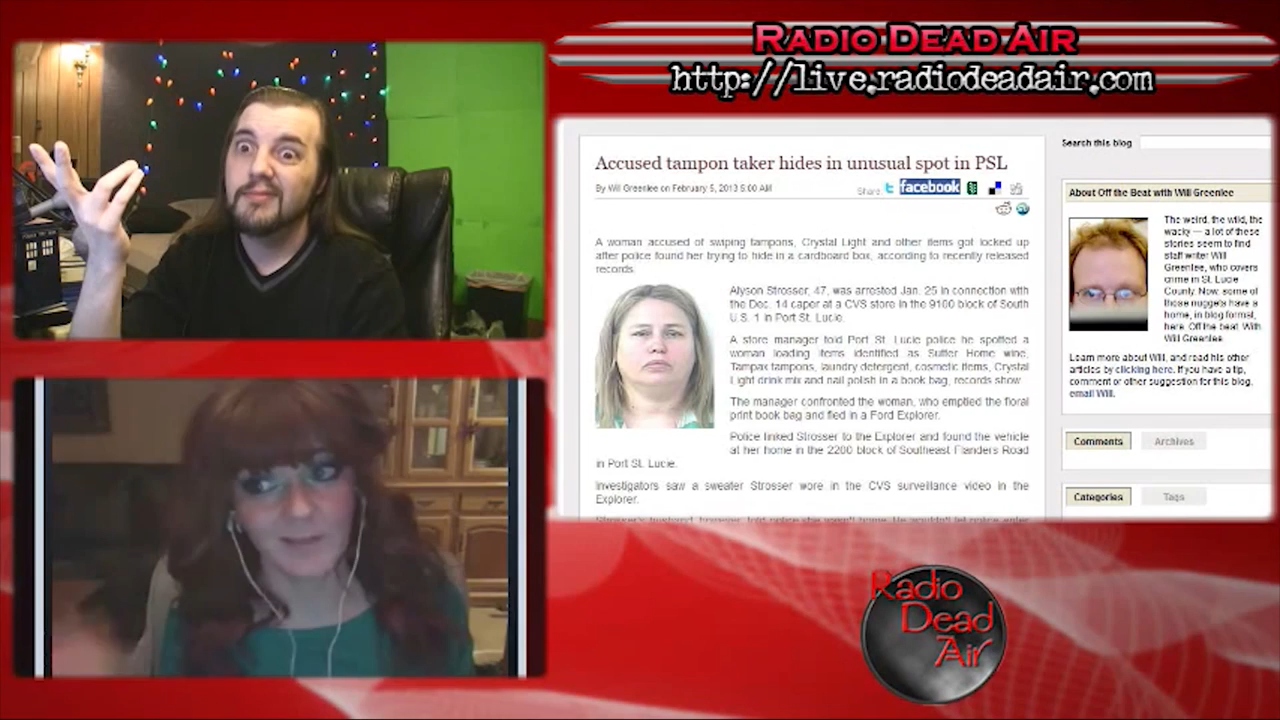 Radio Dead Air
http://live.radiodeadair.com
Accused tampon taker hides in unusual spot in PSL
By Will Greenlee on February 5, 2013 5:00 AM
Share
facebook
A woman accused of swiping tampons, Crystal Light and other items got locked up
after police found her trying to hide in a cardboard box, according to recently released
records.
Alyson Strosser, 47, was arrested Jan. 25 in connection with
the Dec. 14 caper at a CVS store in the 9100 block of South
U.S. 1 in Port St. Lucie.
A store manager told Port St. Lucie police he spotted a
woman loading items identified as Sutter Home wine,
Tampax tampons, laundry detergent, cosmetic items, Crystal
Light drink mix and nail polish in a book bag, records show.
The manager confronted the woman, who emptied the floral
print book bag and fled in a Ford Explorer.
Police linked Strosser to the Explorer and found the vehicle
at her home in the 2200 block of Southeast Flanders Road
in Port St. Lucie.
Investigators saw a sweater Strosser wore in the CVS surveillance video in the
Explorer.
Strosser's husband, however, told police she wasn't home. He wouldn't let police enter
Search this blog
About Off the Beat with Will Greenlee
The weird, the wild, the
wacky — a lot of these
stories seem to find
staff writer Will
Greenlee, who covers
crime in St. Lucie
County. Now, some of
those nuggets have a
home, in blog format,
here. Off the beat. With
Will Greenlee
Learn more about Will, and read his other
articles by clicking here. If you have a tip,
comment or other suggestion for this blog,
email Will.
Comments
Archives
Categories
Tags
Radio
Dead
Air